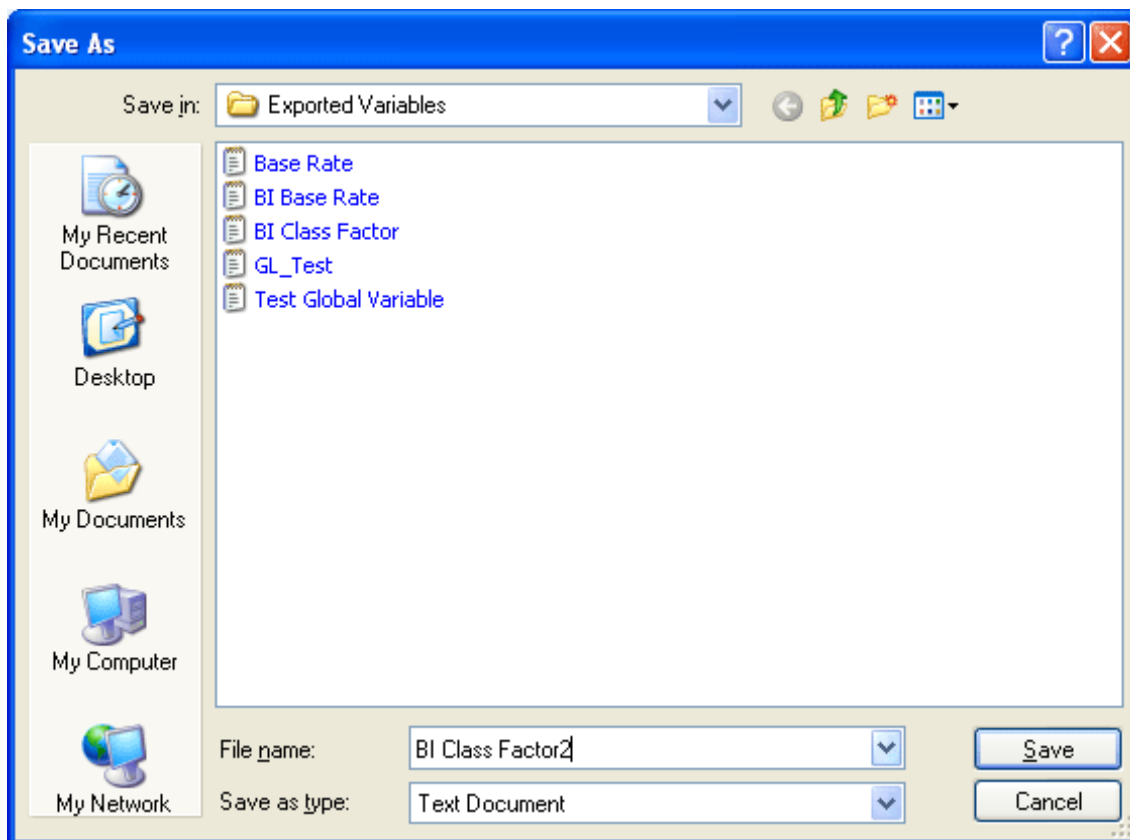 Save As
Save in: Exported Variables
Base Rate
BI Base Rate
BI Class Factor
GL_Test
Test Global Variable
My Recent
Documents
Desktop
My Documents
My Computer
My Network
File name: BI Class Factor2
Save
Save as type: Text Document
Cancel